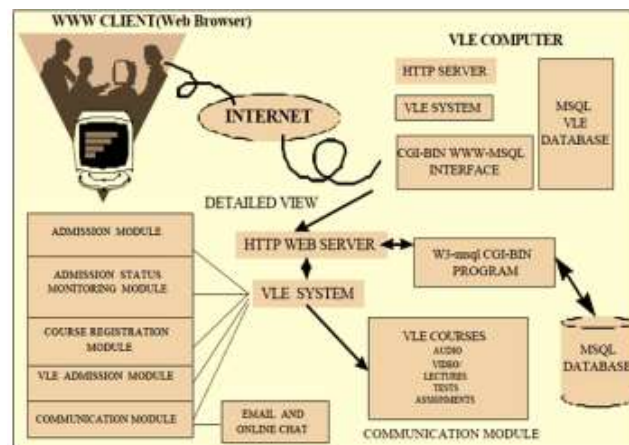 WWW CLIENT(Web Browser)
VLE COMPUTER
HTTP SERVER
VLE SYSTEM
CGI-BIN WWW-MSQL
INTERFACE
MSQL
VLE
DATABASE
INTERNET
DETAILED VIEW
HTTP WEB SERVER
VLE SYSTEM
W3-msql CGI-BIN
PROGRAM
MSQL
DATABASE
ADMISSION MODULE
ADMISSION STATUS
MONITORING MODULE
COURSE REGISTRATION
MODULE
VLE ADMISSION MODULE
COMMUNICATION MODULE
EMAIL AND
ONLINE CHAT
VLE COURSES
AUDIO
VIDEO/
LECTURES
TESTS
ASSIGNMENTS
COMMUNICATION MODULE